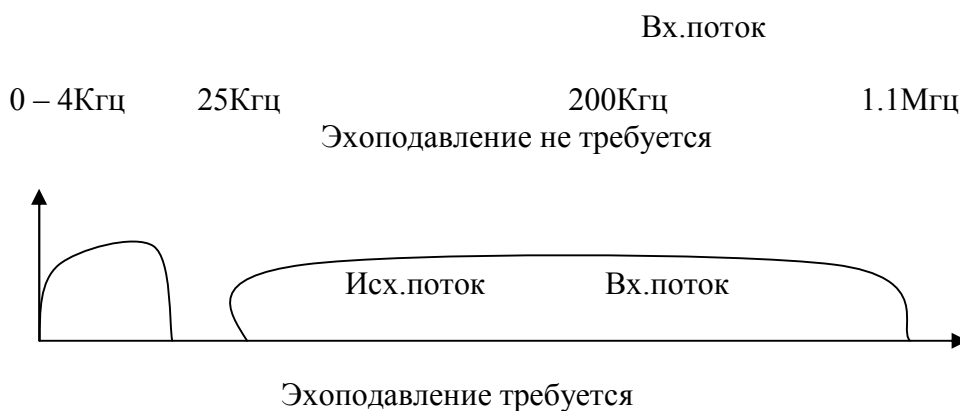 Вх.поток
0 – 4Кгц 25Кгц 200Кгц 1.1Мгц
Эхоподавление не требуется
Исх.поток Вх.поток
Эхоподавление требуется